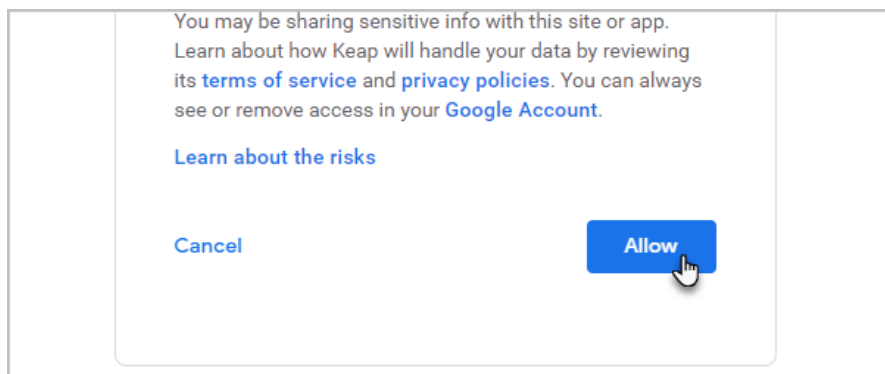 You may be sharing sensitive info with this site or app.
Learn about how Keap will handle your data by reviewing
its terms of service and privacy policies. You can always
see or remove access in your Google Account.
Learn about the risks
Cancel
Allow